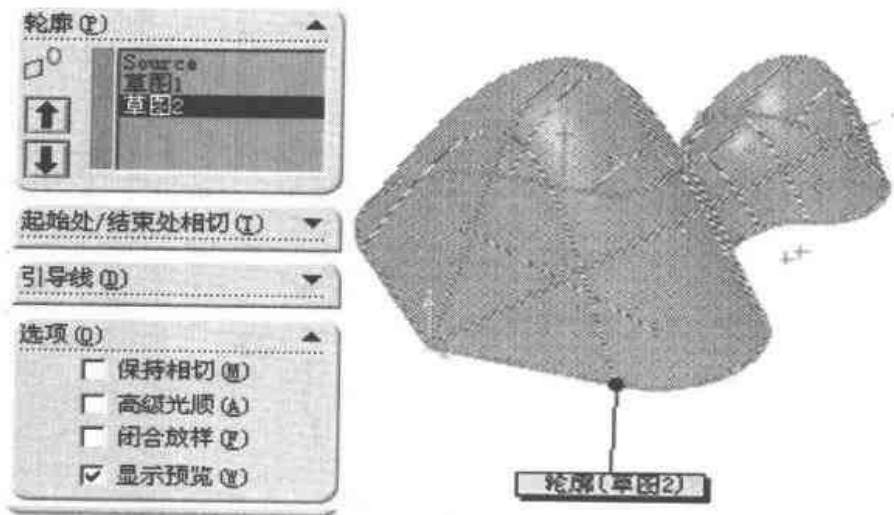 轮廓(P)
Source
草图1
草图2
起始处/结束处相切(T)
引导线(D)
选项(O)
保持相切(M)
高级光顺(A)
闭合放样(F)
显示预览(W)
轮廓(草图2)